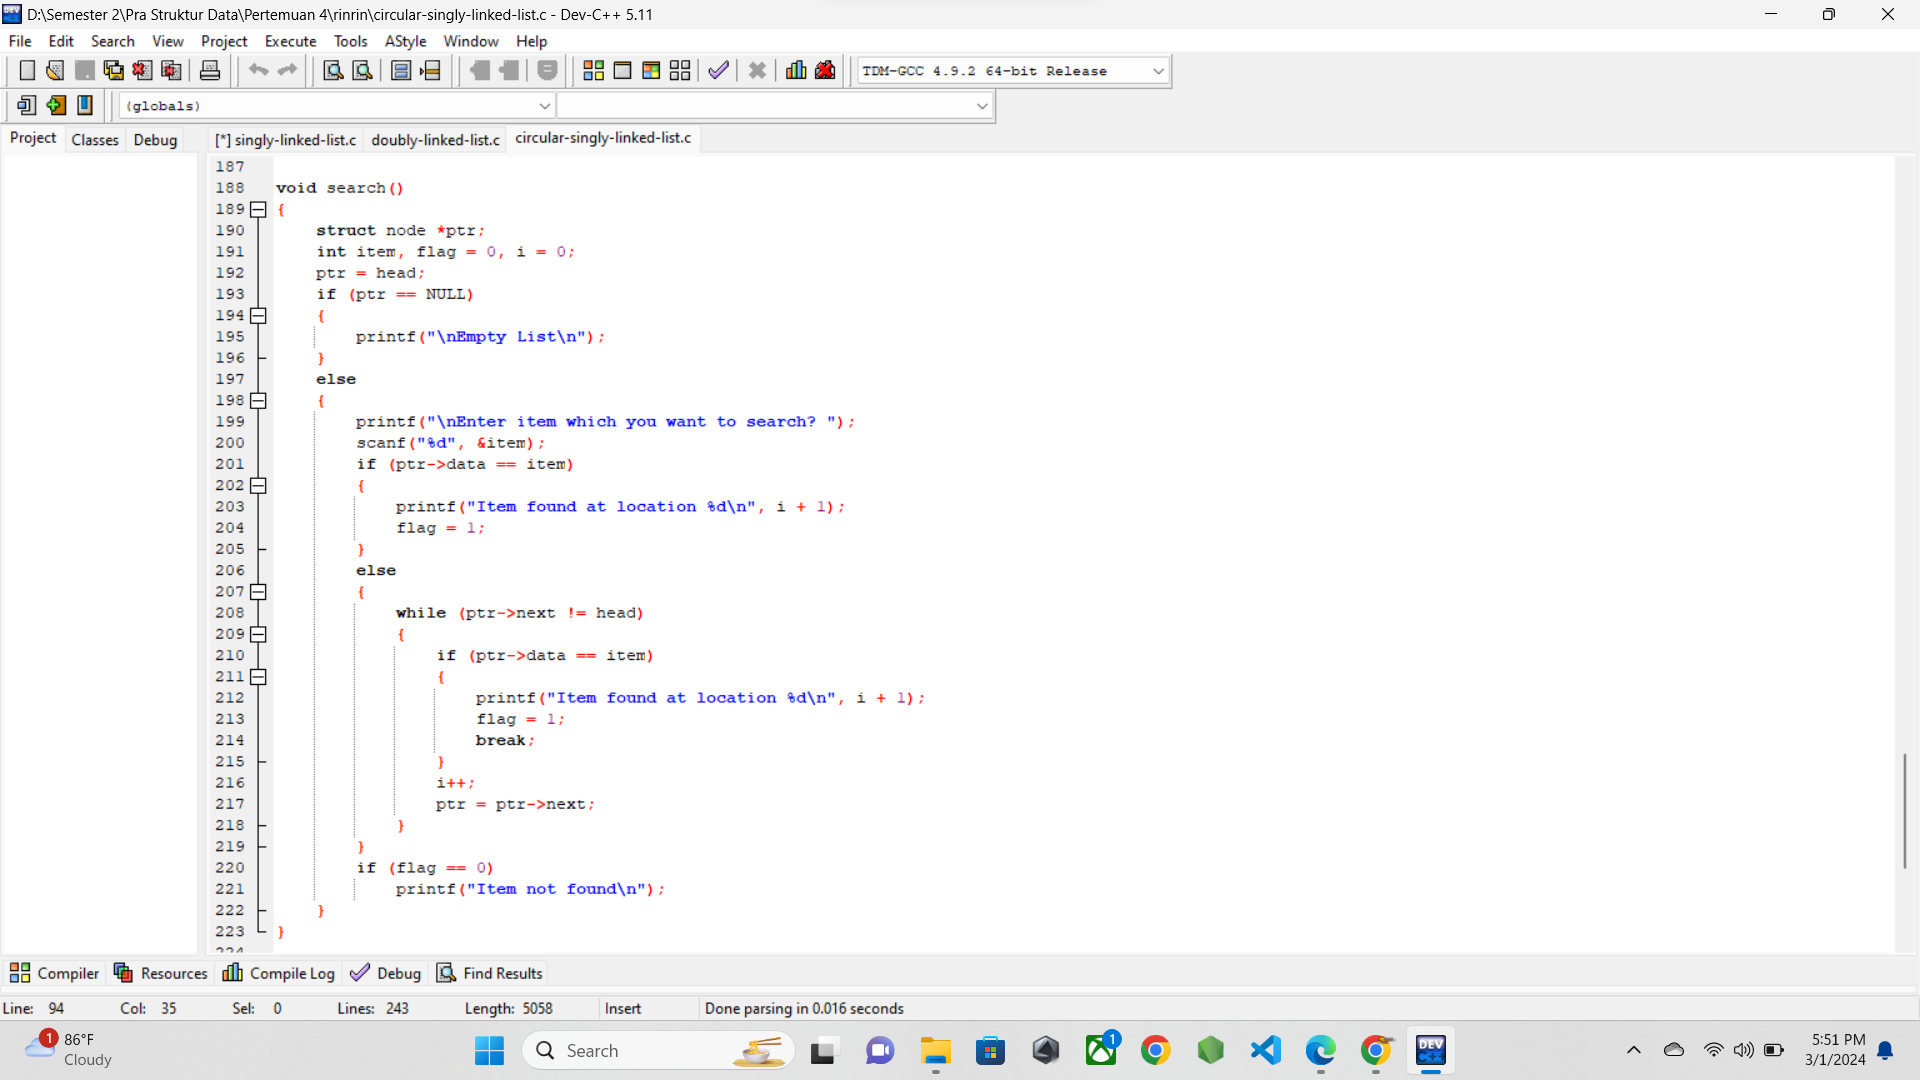 D:\Semester 2\Pra Struktur Data\Pertemuan 4\rinrin\circular-singly-linked-list.c - Dev-C++ 5.11
File Edit Search View Project Execute Tools AStyle Window Help
TDM-GCC 4.9.2 64-bit Release
(globals)
Project Classes Debug [*] singly-linked-list.c doubly-linked-list.c circular-singly-linked-list.c
187
188 void search()
189 {
190 struct node *ptr;
191 int item, flag = 0, i = 0;
192 ptr = head;
193 if (ptr == NULL)
194 {
195 printf("\nEmpty List\n");
196 }
197 else
198 {
199 printf("\nEnter item which you want to search? ");
200 scanf("%d", &item);
201 if (ptr->data == item)
202 {
203 printf("Item found at location %d\n", i + 1);
204 flag = 1;
205 }
206 else
207 {
208 while (ptr->next != head)
209 {
210 if (ptr->data == item)
211 {
212 printf("Item found at location %d\n", i + 1);
213 flag = 1;
214 break;
215 }
216 i++;
217 ptr = ptr->next;
218 }
219 }
220 if (flag == 0)
221 printf("Item not found\n");
222 }
223 }
224
Compiler Resources Compile Log Debug Find Results
Line: 94 Col: 35 Sel: 0 Lines: 243 Length: 5058 Insert Done parsing in 0.016 seconds
1 86°F
Cloudy
Search
1
DEV C++
5:51 PM
3/1/2024